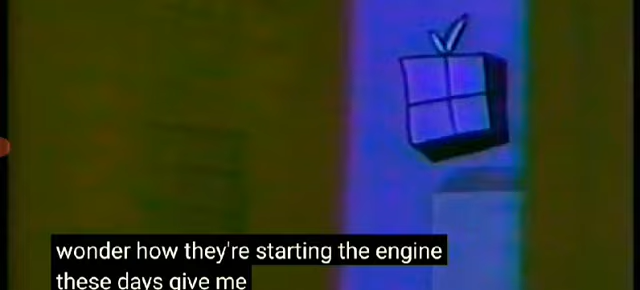 wonder how they're starting the engine
these days give me